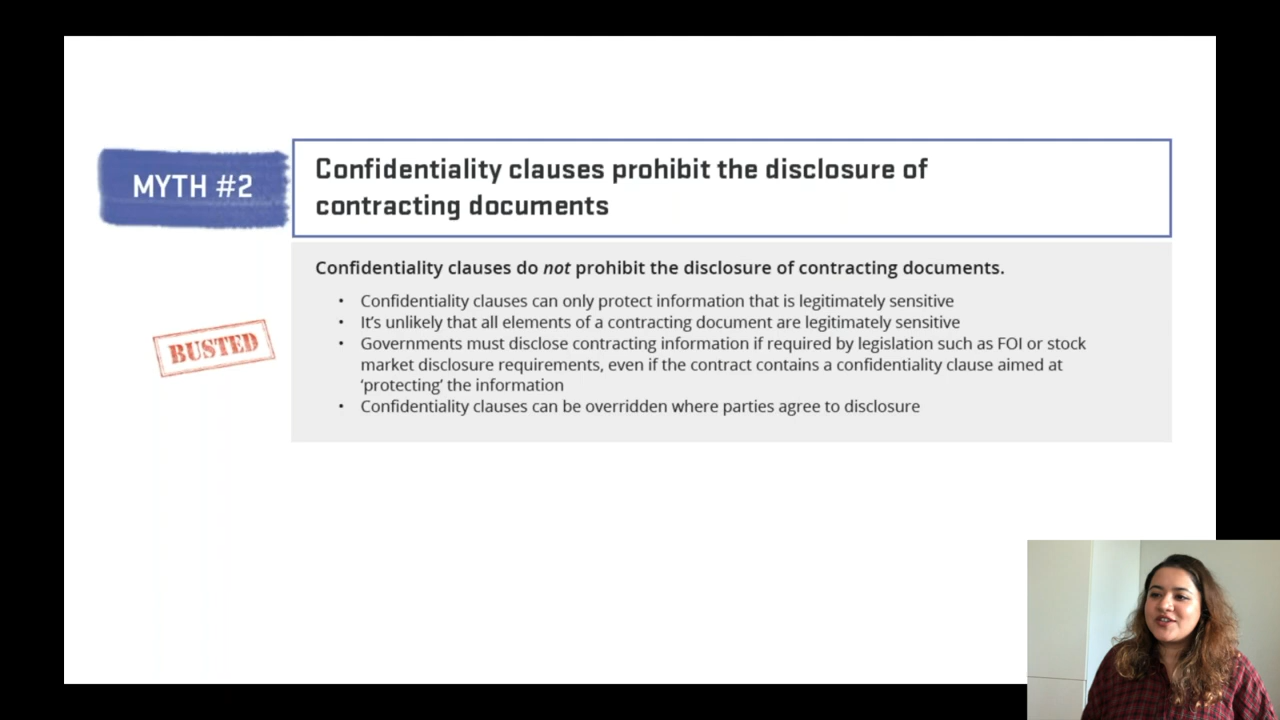 MYTH #2
Confidentiality clauses prohibit the disclosure of
contracting documents
Confidentiality clauses do not prohibit the disclosure of contracting documents.
• Confidentiality clauses can only protect information that is legitimately sensitive
• It's unlikely that all elements of a contracting document are legitimately sensitive
• Governments must disclose contracting information if required by legislation such as FOI or stock
market disclosure requirements, even if the contract contains a confidentiality clause aimed at
‘protecting’ the information
• Confidentiality clauses can be overridden where parties agree to disclosure
BUSTED